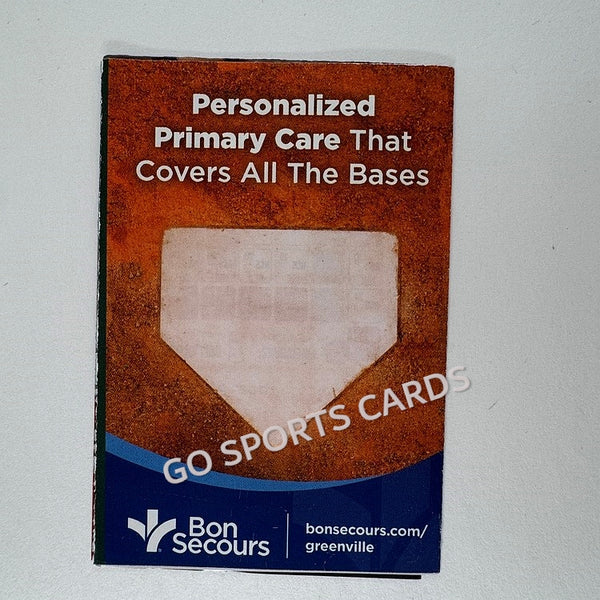 Personalized
Primary Care That
Covers All The Bases
GO SPORTS CARDS
Bon
Secours
bonsecours.com/
greenville